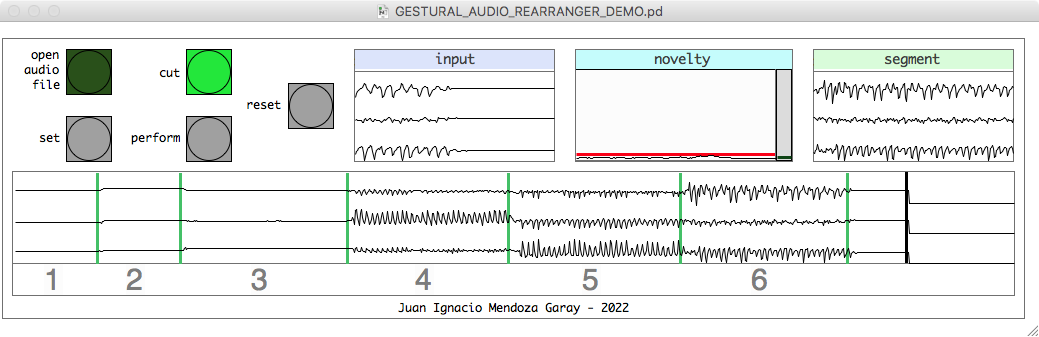 GESTURAL_AUDIO_REARRANGER_DEMO.pd
open
audio
file
cut
reset
set
perform
input
novelty
segment
1 2 3 4 5 6
Juan Ignacio Mendoza Garay - 2022